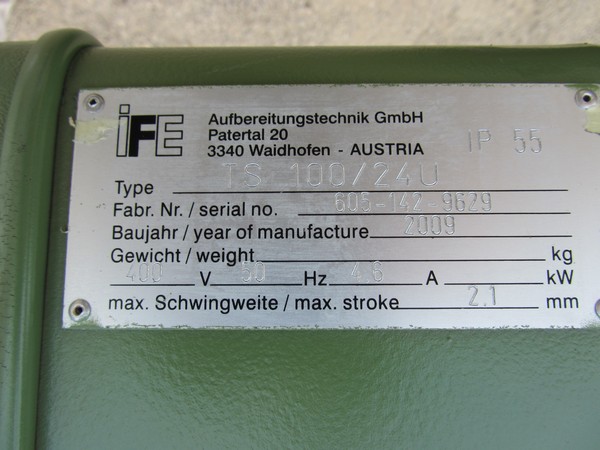 iFE Aufbereitungstechnik GmbH
Patertal 20
3340 Waidhofen - AUSTRIA IP 55
Type TS 100/24U
Fabr. Nr. / serial no. 605-142-9629
Baujahr / year of manufacture 2009
Gewicht / weight kg
400 V 50 Hz 4.6 A kW
max. Schwingweite / max. stroke 2.1 mm